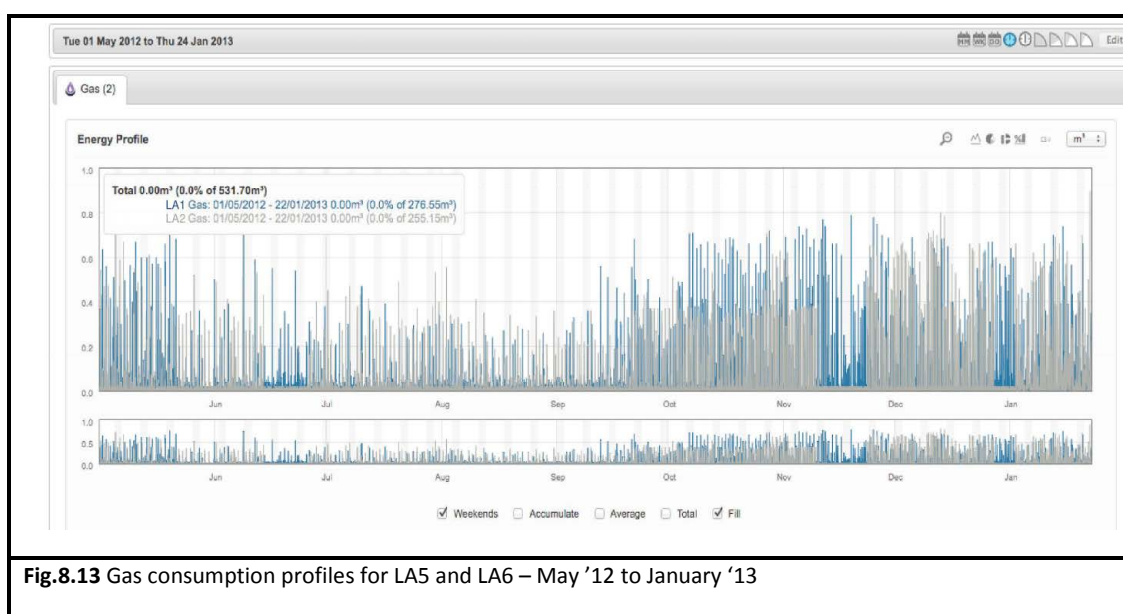 Tue 01 May 2012 to Thu 24 Jan 2013
Edit
Gas (2)
Energy Profile
m³
1.0
Total 0.00m³ (0.0% of 531.70m³)
LA1 Gas: 01/05/2012 - 22/01/2013 0.00m³ (0.0% of 276.55m³)
LA2 Gas: 01/05/2012 - 22/01/2013 0.00m³ (0.0% of 255.15m³)
0.8
0.6
0.4
0.2
0.0
Jun Jul Aug Sep Oct Nov Dec Jan
1.0
0.5
0.0
Jun Jul Aug Sep Oct Nov Dec Jan
Weekends Accumulate Average Total Fill
Fig.8.13 Gas consumption profiles for LA5 and LA6 – May ’12 to January ‘13